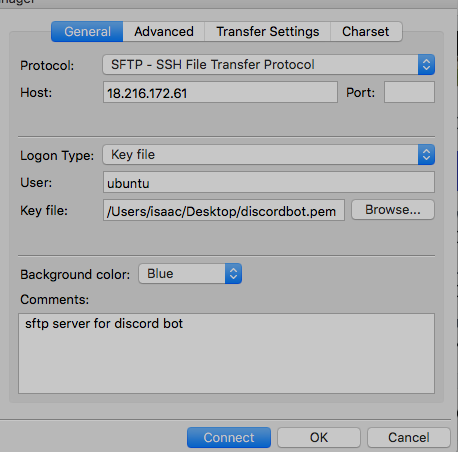 General Advanced Transfer Settings Charset
Protocol: SFTP - SSH File Transfer Protocol
Host: 18.216.172.61 Port:
Logon Type: Key file
User: ubuntu
Key file: /Users/isaac/Desktop/discordbot.pem Browse...
Background color: Blue
Comments:
sftp server for discord bot
Connect OK Cancel